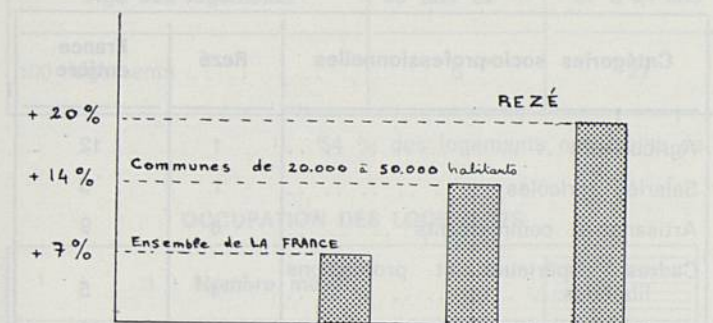 REZÉ
+ 20%
+ 14% Communes de 20.000 à 50.000 habitants
+ 7% Ensemble de LA FRANCE